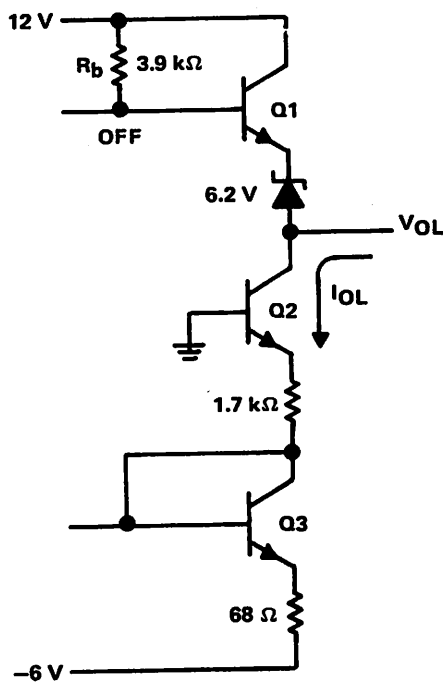 12 V
Rb 3.9 kΩ
Q1
OFF
6.2 V
VOL
IOL
Q2
1.7 kΩ
Q3
68 Ω
−6 V